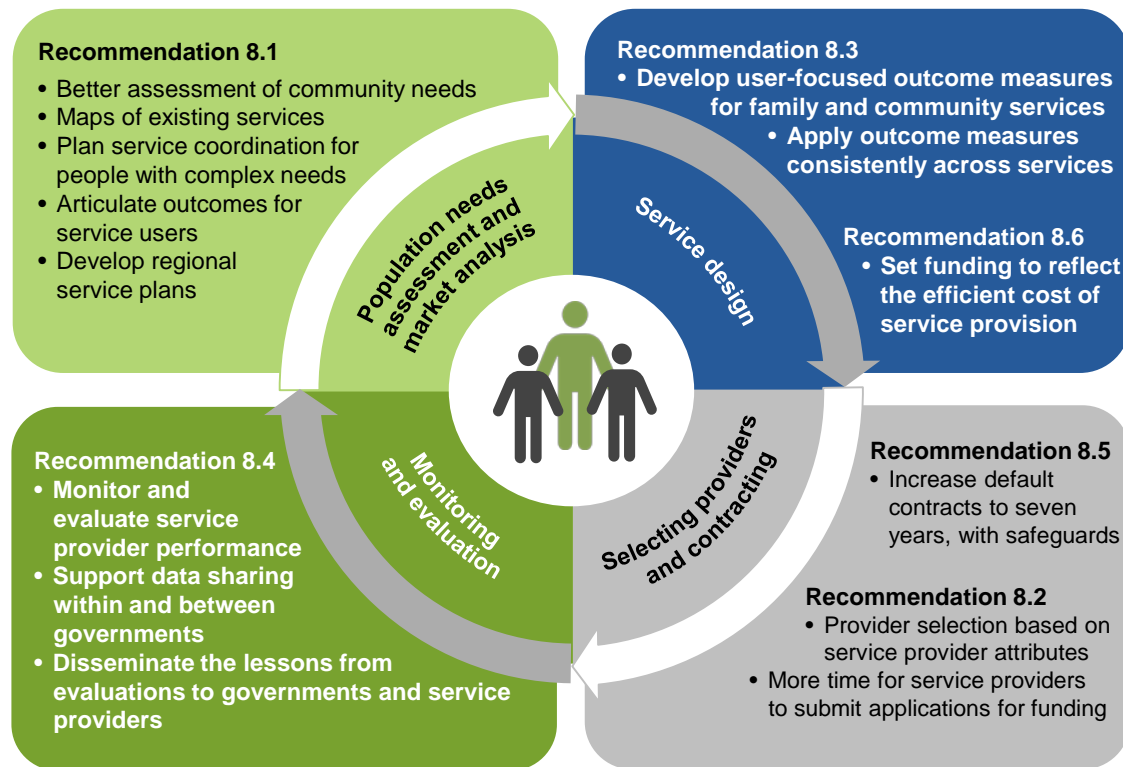 Recommendation 8.1
• Better assessment of community needs
• Maps of existing services
• Plan service coordination for
people with complex needs
• Articulate outcomes for
service users
• Develop regional
service plans
Population needs
assessment and
market analysis
Recommendation 8.3
• Develop user-focused outcome measures
for family and community services
• Apply outcome measures
consistently across services
Recommendation 8.6
• Set funding to reflect
the efficient cost of
service provision
Service design
Recommendation 8.5
• Increase default
contracts to seven
years, with safeguards
Recommendation 8.2
• Provider selection based on
service provider attributes
• More time for service providers
to submit applications for funding
Selecting providers
and contracting
Recommendation 8.4
• Monitor and
evaluate service
provider performance
• Support data sharing
within and between
governments
• Disseminate the lessons from
evaluations to governments and service
providers
Monitoring
and evaluation